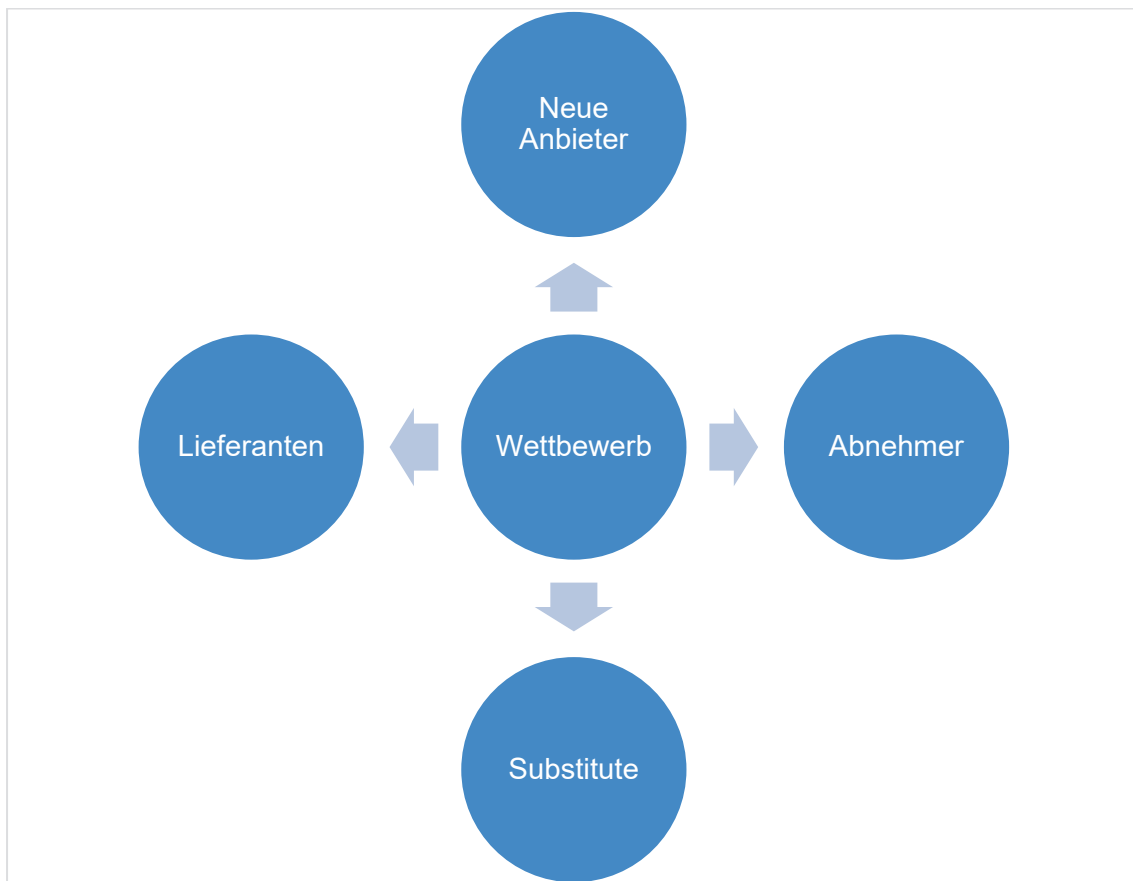 Neue
Anbieter
Lieferanten
Wettbewerb
Abnehmer
Substitute